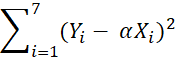 ∑_{i=1}^{7}(Y_i − αX_i)^2